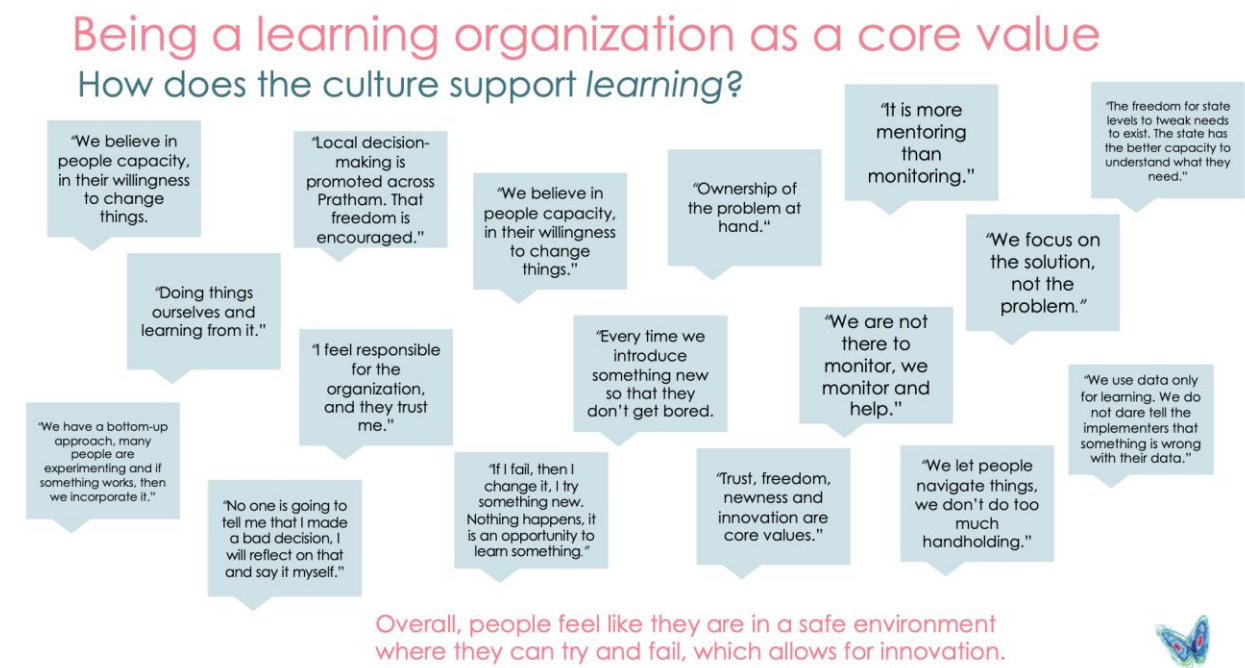 Being a learning organization as a core value
How does the culture support learning?
"We believe in
people capacity,
in their willingness
to change
things.
"Local decision-
making is
promoted across
Pratham. That
freedom is
encouraged."
"We believe in
people capacity,
in their willingness
to change
things."
"Ownership of
the problem at
hand."
"It is more
mentoring
than
monitoring."
"The freedom for state
levels to tweak needs
to exist. The state has
the better capacity to
understand what they
need."
"Doing things
ourselves and
learning from it."
"I feel responsible
for the
organization,
and they trust
me."
"Every time we
introduce
something new
so that they
don't get bored.
"We are not
there to
monitor, we
monitor and
help."
"We focus on
the solution,
not the
problem."
"We use data only
for learning. We do
not dare tell the
implementers that
something is wrong
with their data."
"We have a bottom-up
approach, many
people are
experimenting and if
something works, then
we incorporate it."
"No one is going to
tell me that I made
a bad decision, I
will reflect on that
and say it myself."
"If I fail, then I
change it, I try
something new.
Nothing happens, it
is an opportunity to
learn something."
"Trust, freedom,
newness and
innovation are
core values."
"We let people
navigate things,
we don't do too
much
handholding."
Overall, people feel like they are in a safe environment
where they can try and fail, which allows for innovation.